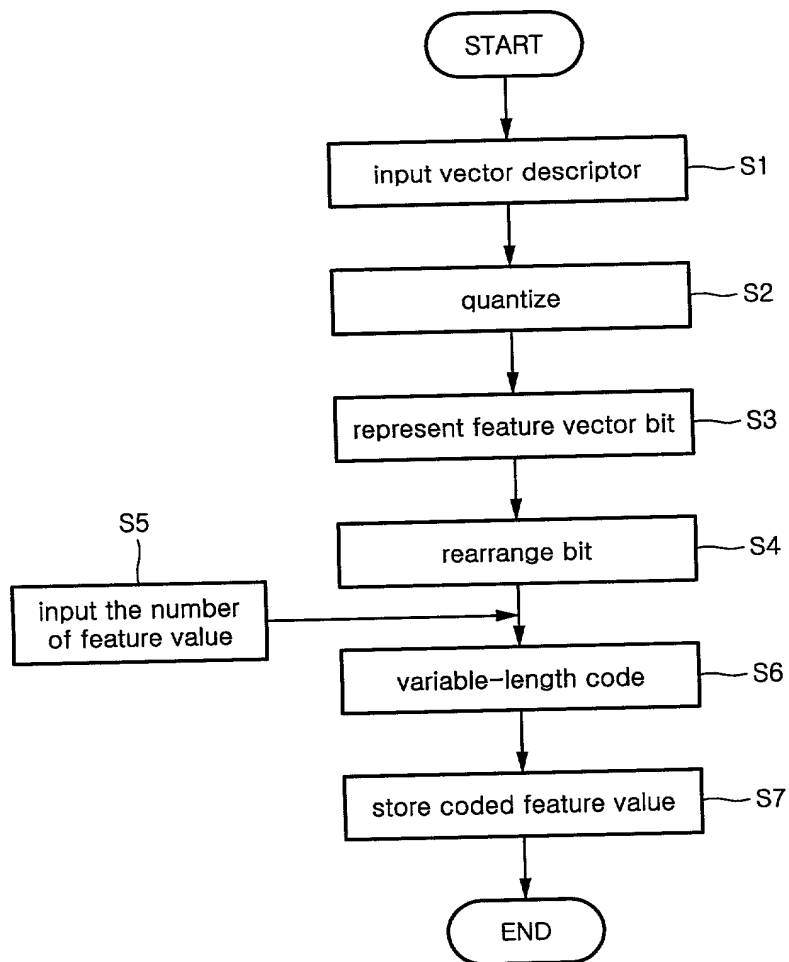 START
input vector descriptor
S1
quantize
S2
represent feature vector bit
S3
rearrange bit
S4
S5
input the number
of feature value
variable-length code
S6
store coded feature value
S7
END